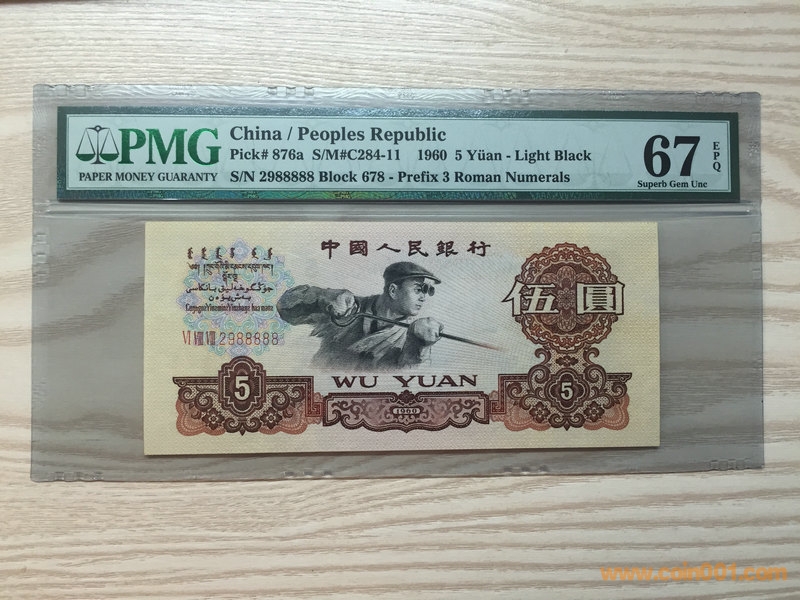 PMG
PAPER MONEY GUARANTY
China / Peoples Republic
Pick# 876a S/M#C284-11 1960 5 Yüan - Light Black
S/N 2988888 Block 678 - Prefix 3 Roman Numerals
67 EPQ
Superb Gem Unc
中國人民銀行
伍圓
VI VII VIII 2988888
5
WU YUAN
5
1960
www.coin001.com